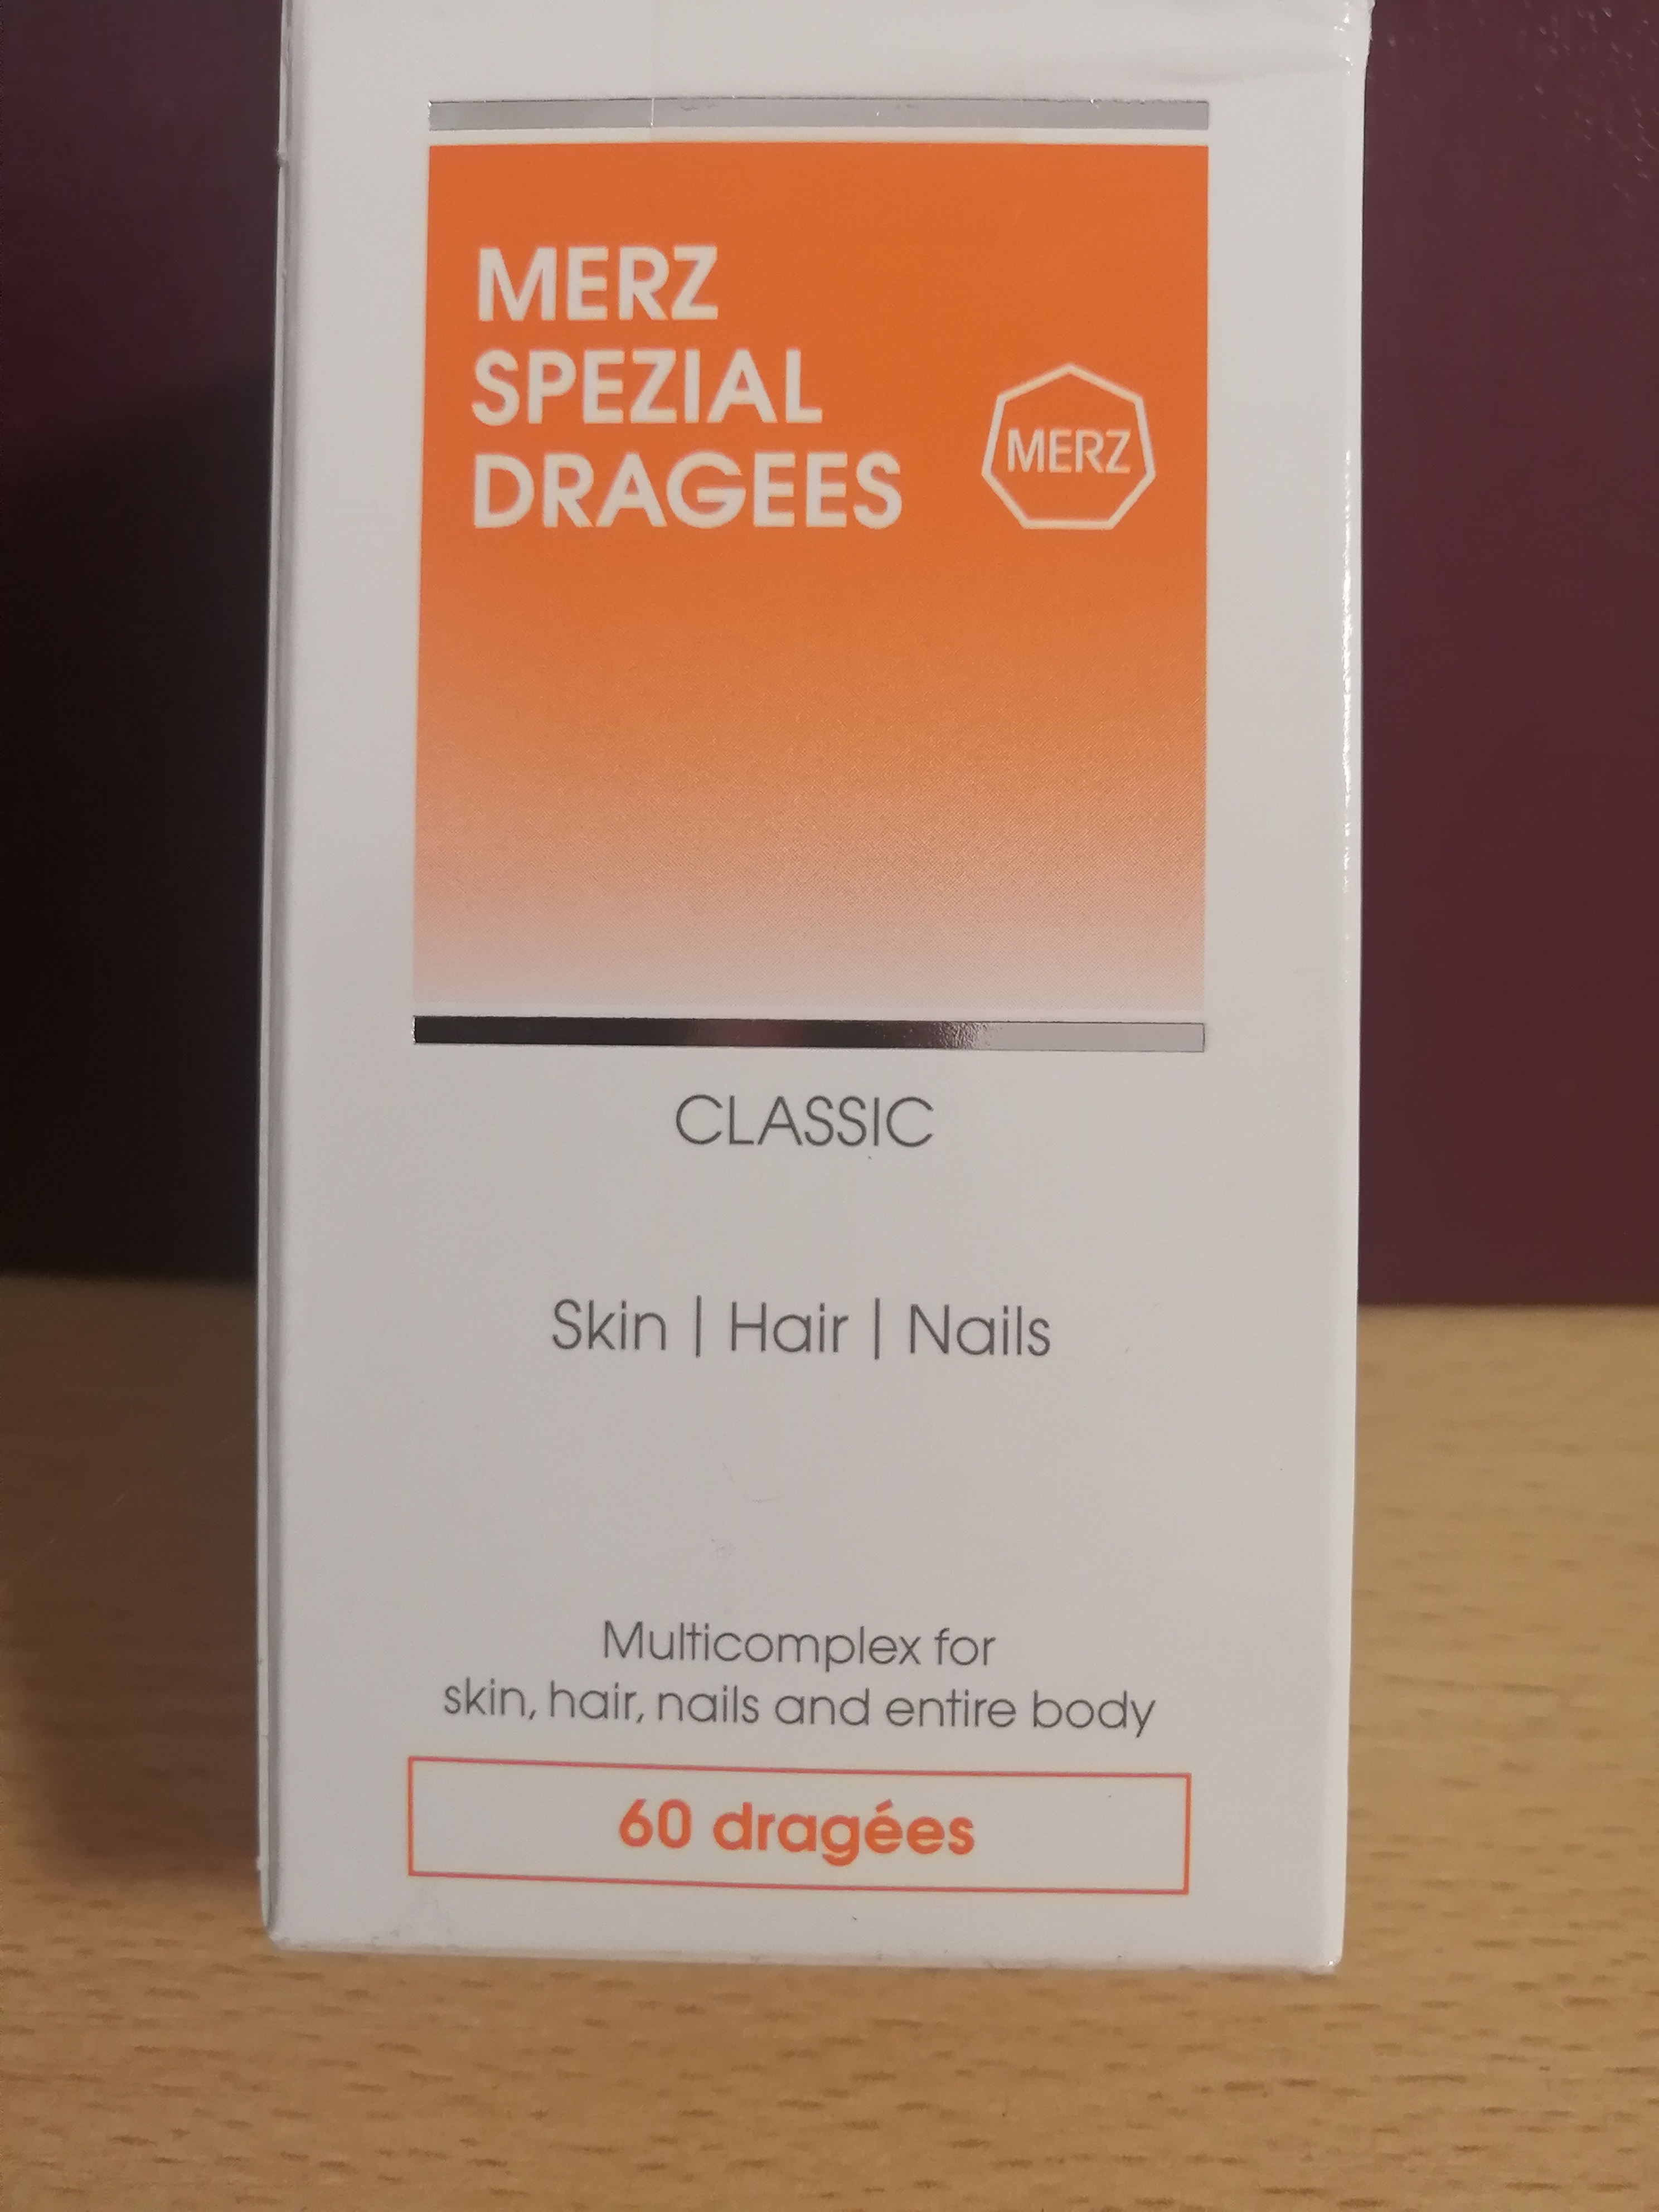 MERZ
SPEZIAL
DRAGEES
MERZ
CLASSIC
Skin | Hair | Nails
Multicomplex for
skin, hair, nails and entire body
60 dragées